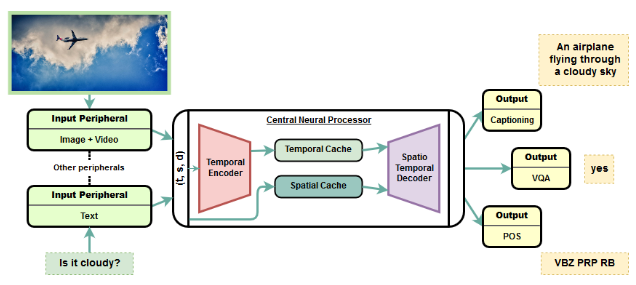 An airplane
flying through
a cloudy sky
Input Peripheral
Image + Video
Other peripherals
Input Peripheral
Text
Is it cloudy?
Central Neural Processor
(t, s, d)
Temporal
Encoder
Temporal Cache
Spatial Cache
Spatio
Temporal
Decoder
Output
Captioning
Output
VQA
yes
Output
POS
VBZ PRP RB